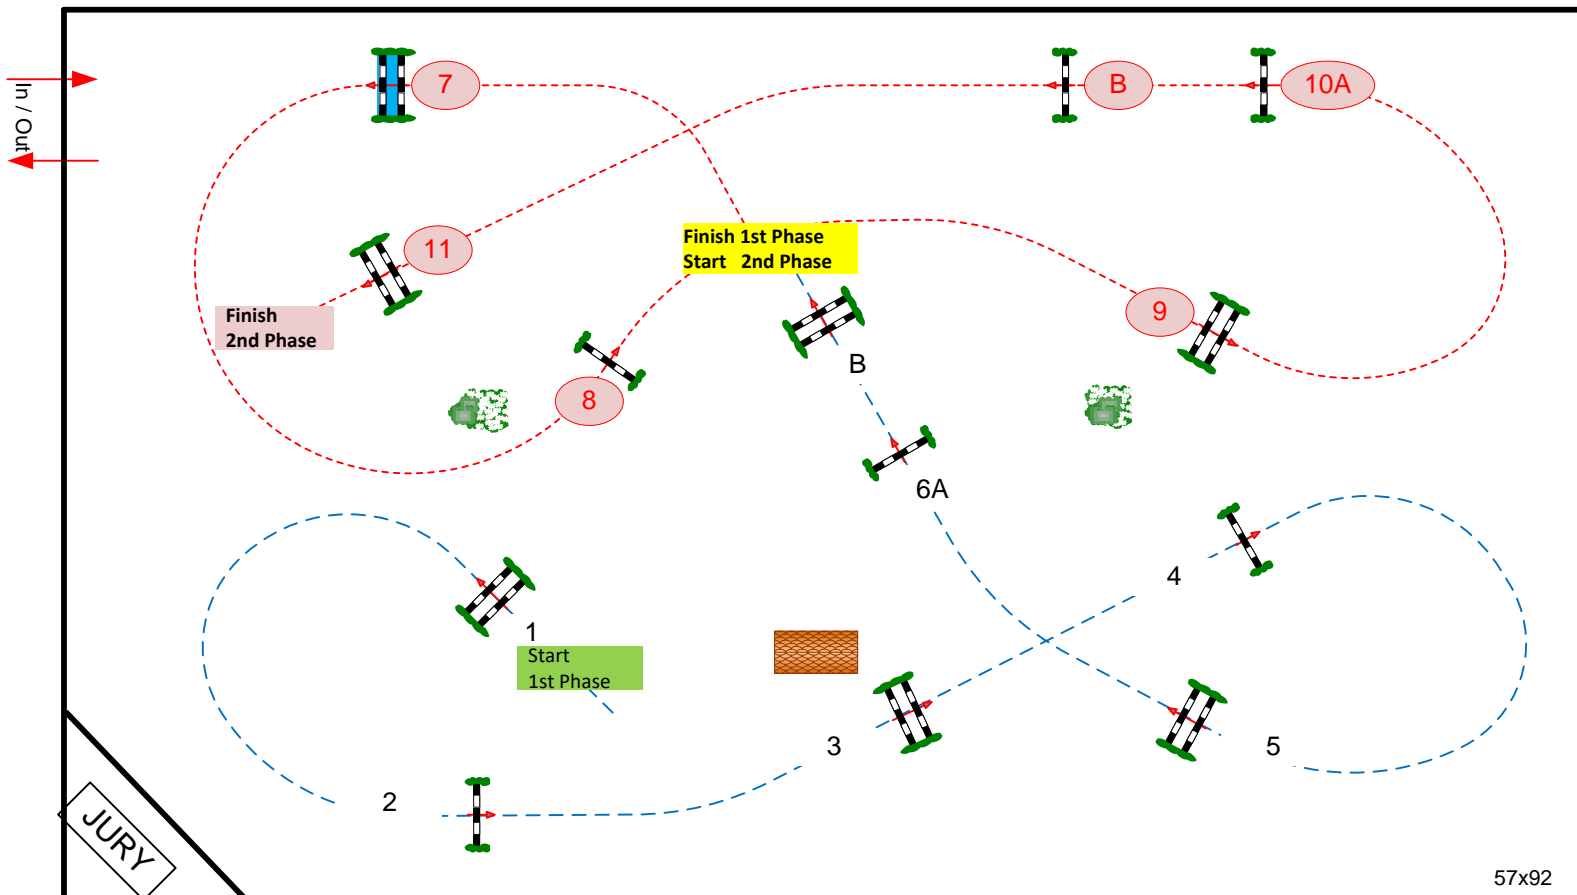 7
B
10A
In / Out
11
Finish 1st Phase
Start 2nd Phase
9
Finish
2nd Phase
B
8
6A
4
1
Start
1st Phase
3
5
2
JURY
57x92